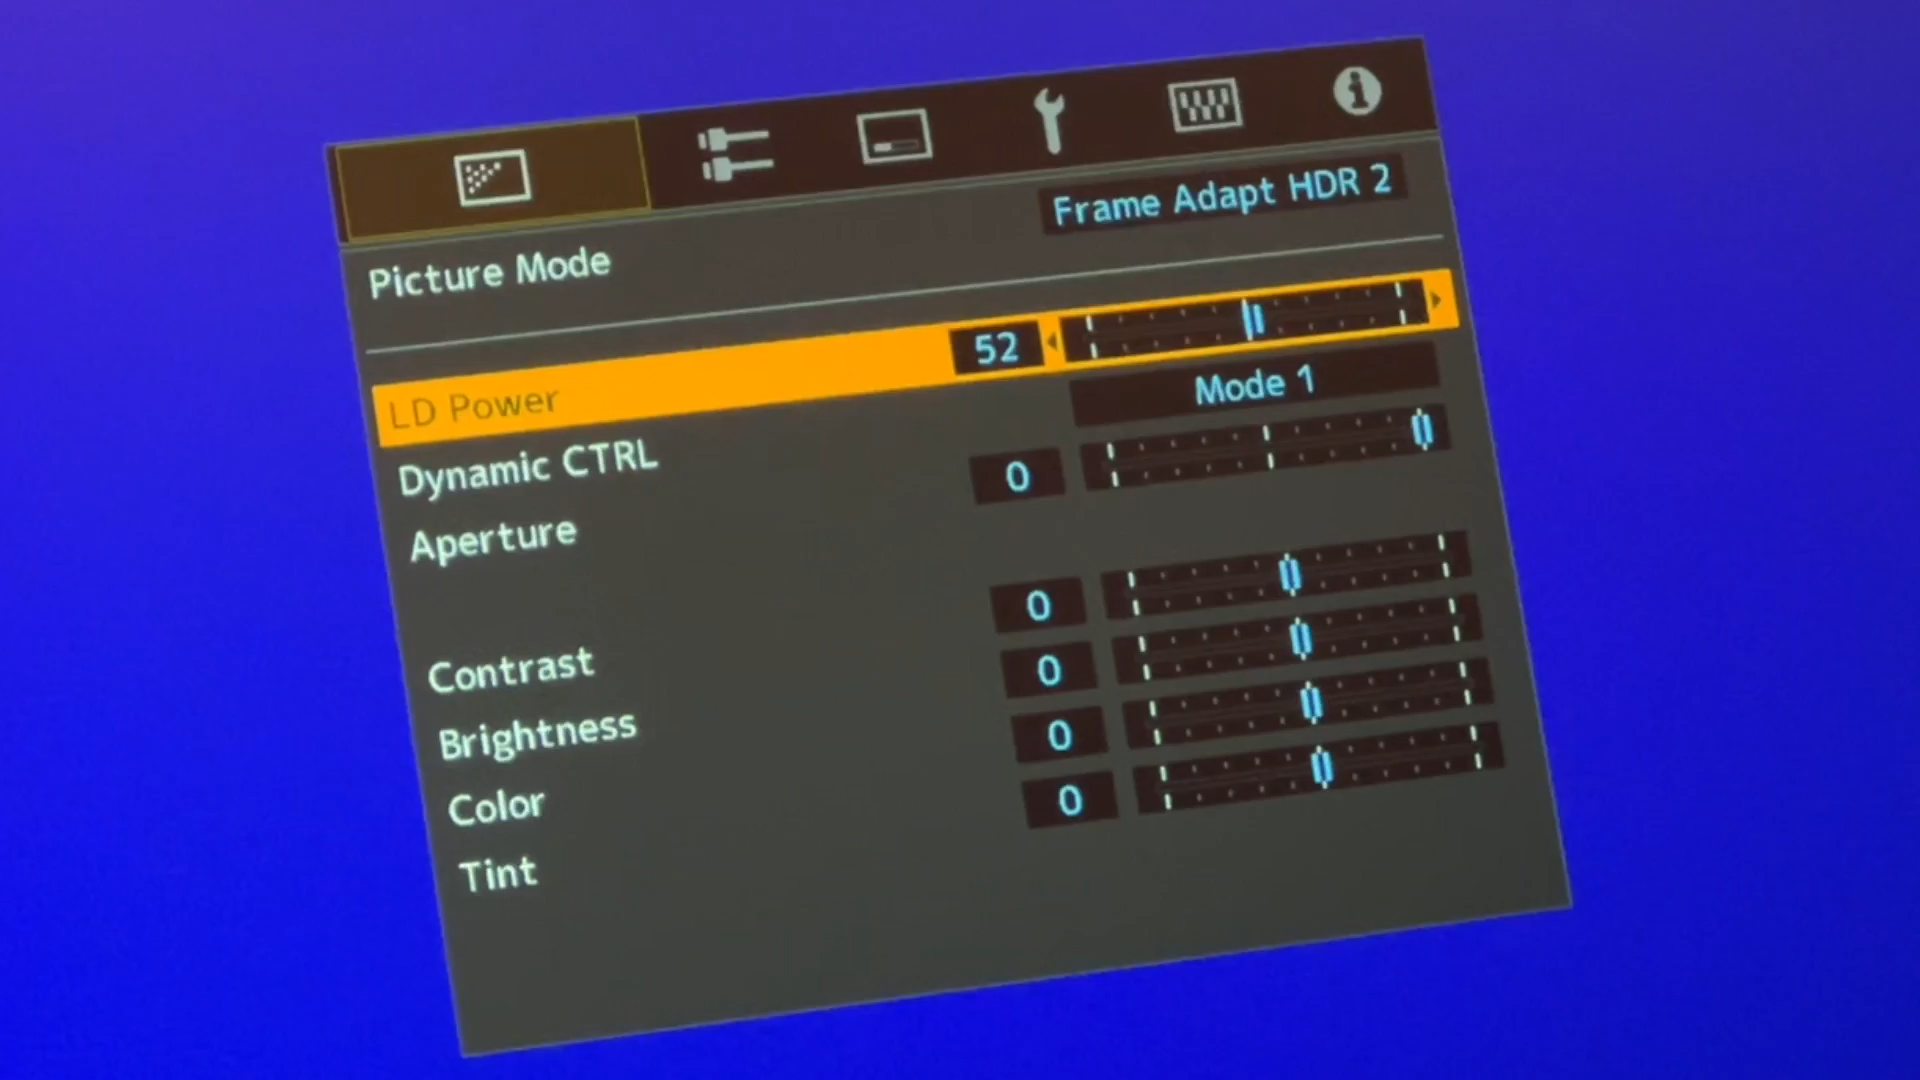 Picture Mode Frame Adapt HDR 2
LD Power 52
Dynamic CTRL Mode 1
Aperture 0
Contrast 0
Brightness 0
Color 0
Tint 0